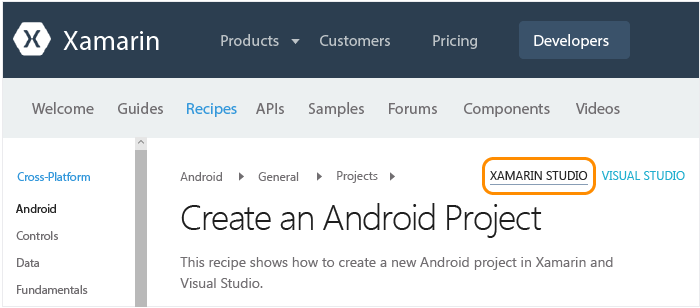 Xamarin Products Customers Pricing Developers
Welcome Guides Recipes APIs Samples Forums Components Videos
Cross-Platform
Android
Controls
Data
Fundamentals
Android General Projects XAMARIN STUDIO VISUAL STUDIO
Create an Android Project
This recipe shows how to create a new Android project in Xamarin and
Visual Studio.